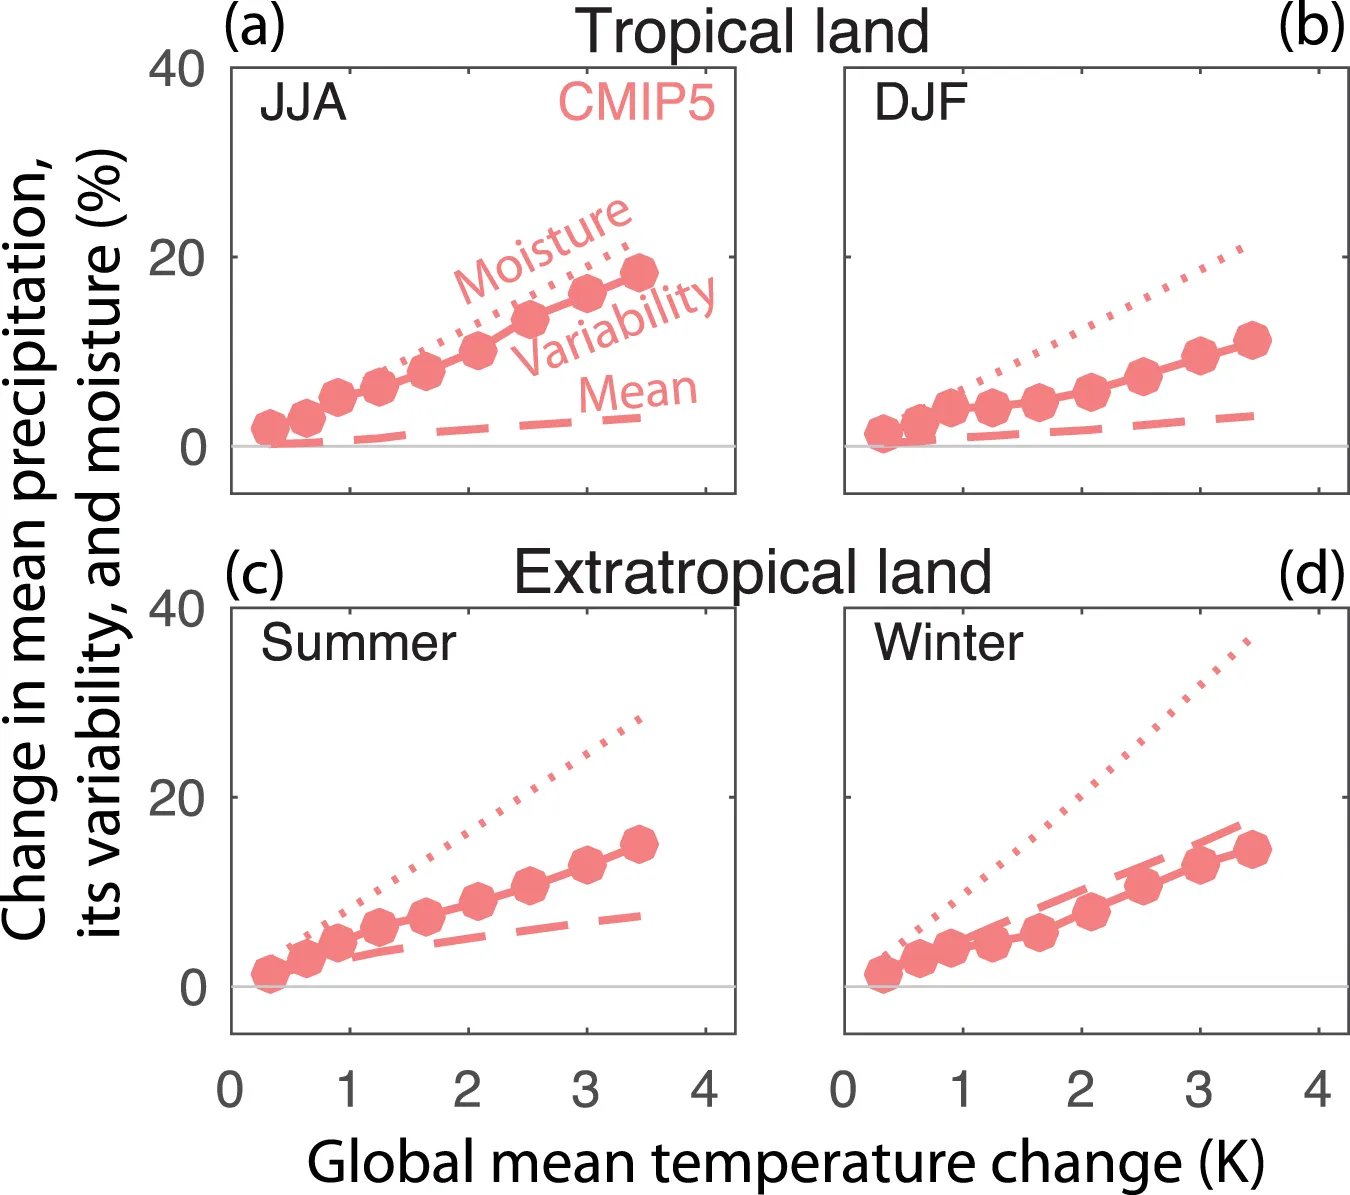 (a)
Tropical land
(b)
Change in mean precipitation,
its variability, and moisture (%)
40
20
0
JJA
CMIP5
Moisture
Variability
Mean
DJF
(c)
Extratropical land
(d)
40
20
0
Summer
Winter
0 1 2 3 4
0 1 2 3 4
Global mean temperature change (K)